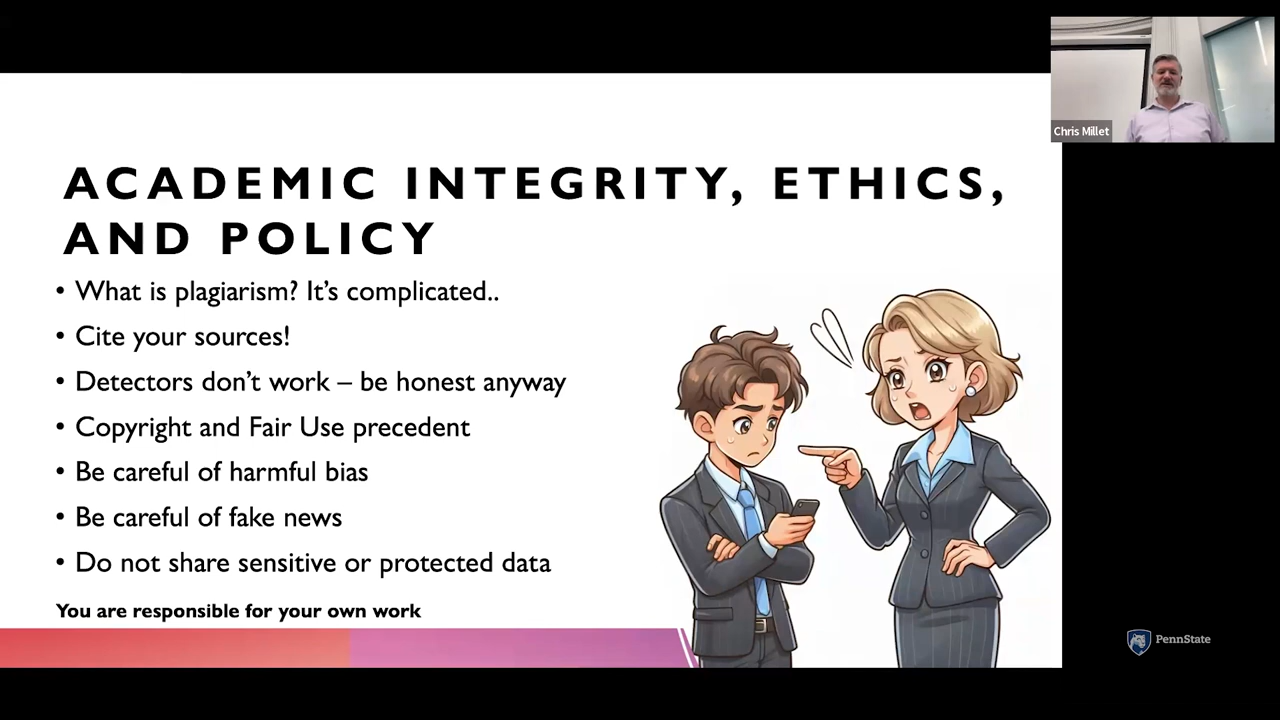 ACADEMIC INTEGRITY, ETHICS,
AND POLICY
• What is plagiarism? It's complicated..
• Cite your sources!
• Detectors don't work – be honest anyway
• Copyright and Fair Use precedent
• Be careful of harmful bias
• Be careful of fake news
• Do not share sensitive or protected data
You are responsible for your own work
Chris Millet
PennState